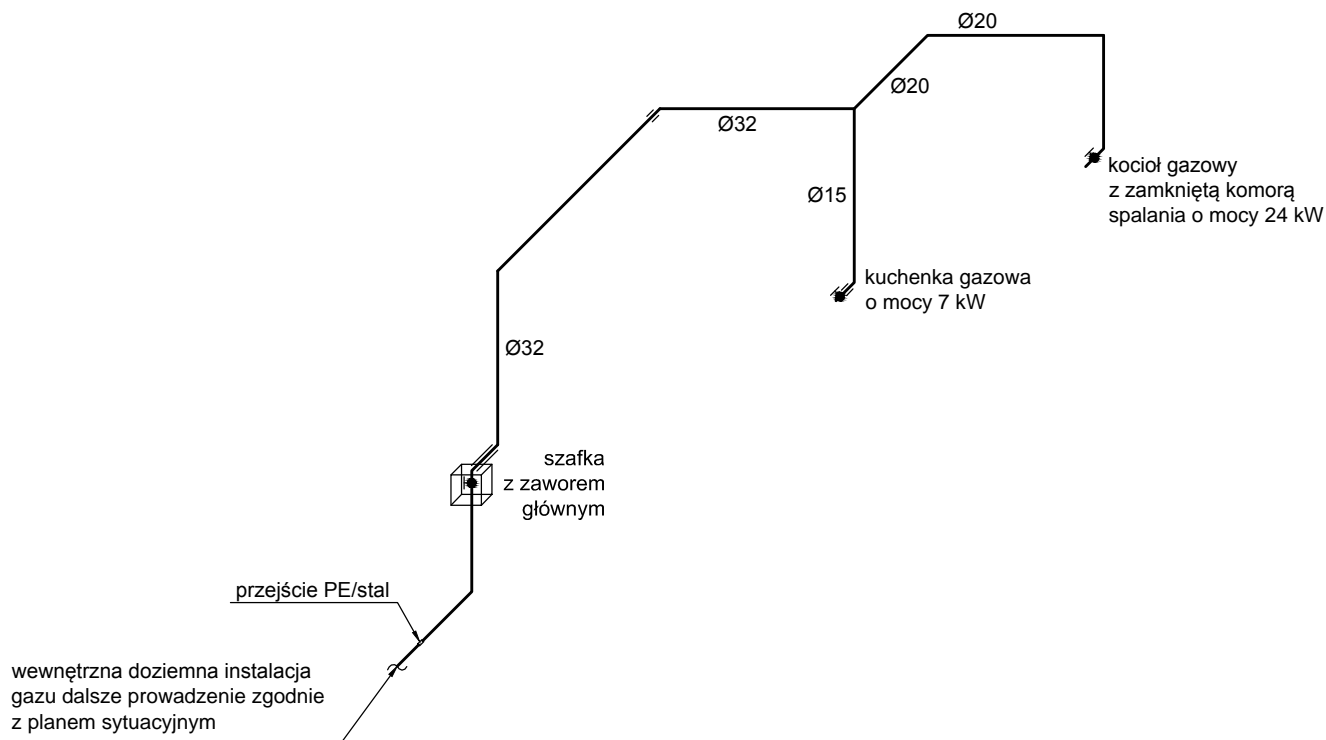 Ø20
Ø20
Ø32
kocioł gazowy
z zamkniętą komorą
spalania o mocy 24 kW
Ø15
kuchenka gazowa
o mocy 7 kW
Ø32
szafka
z zaworem
głównym
przejście PE/stal
wewnętrzna doziemna instalacja
gazu dalsze prowadzenie zgodnie
z planem sytuacyjnym